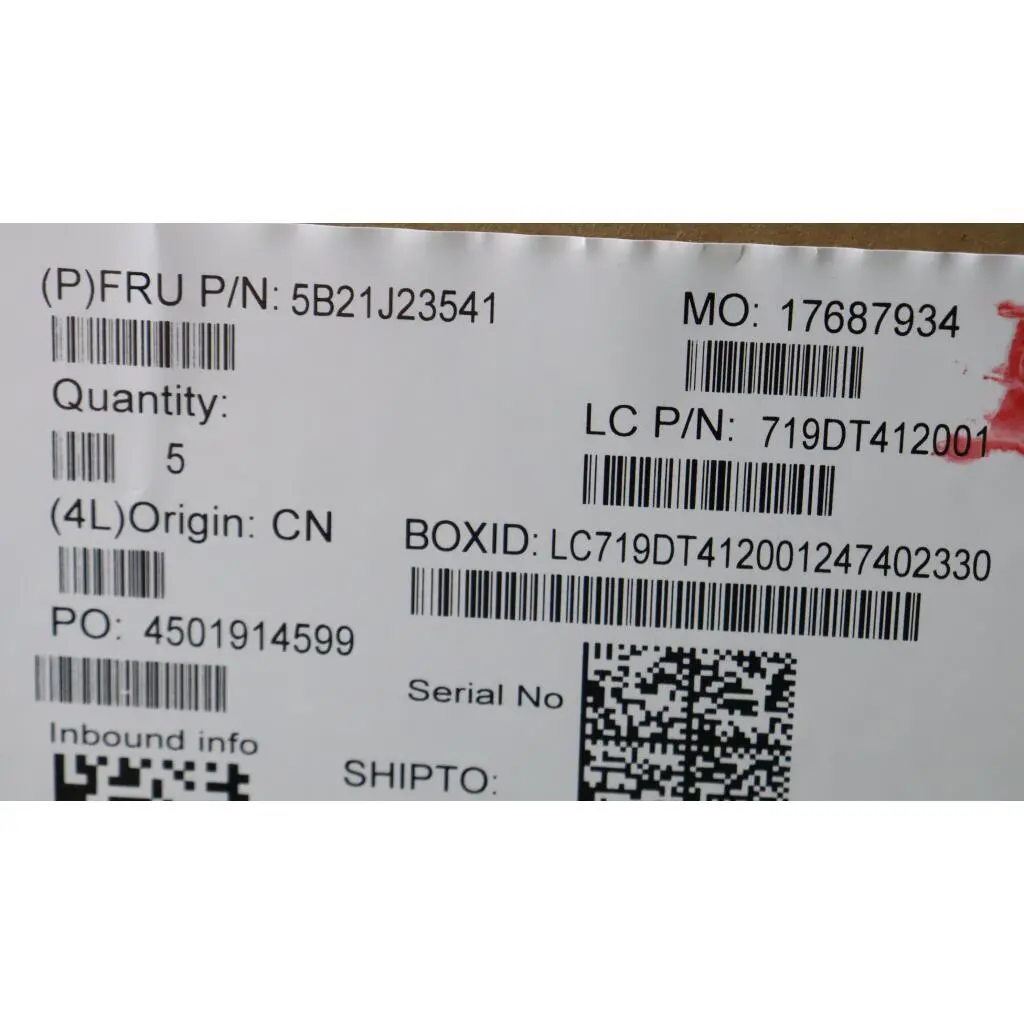 (P)FRU P/N: 5B21J23541
MO: 17687934
Quantity:
5
LC P/N: 719DT412001
(4L)Origin: CN
BOXID: LC719DT412001247402330
PO: 4501914599
Serial No
Inbound info
SHIPTO: